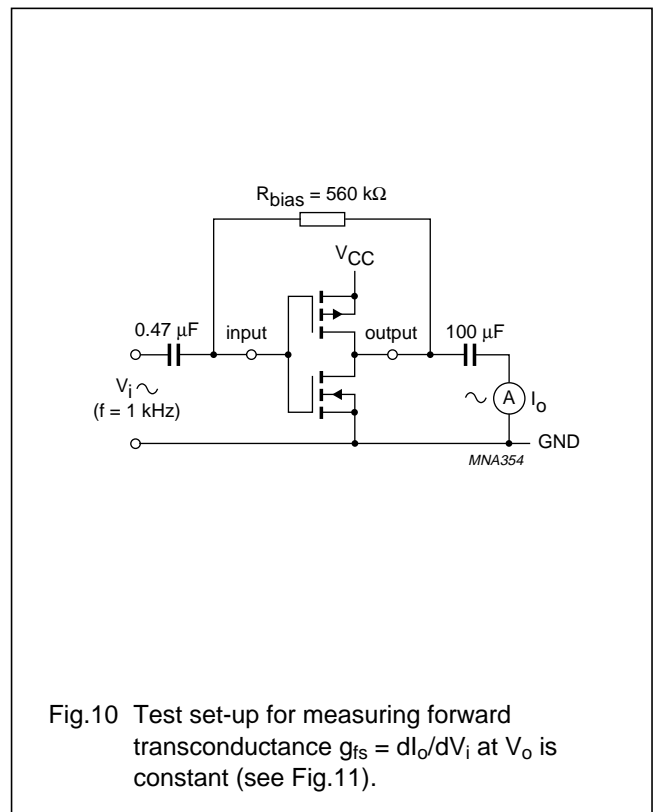 R_bias = 560 kΩ
V_CC
0.47 µF
input
output
100 µF
V_i ~
(f = 1 kHz)
~
A
I_o
GND
MNA354
Fig.10 Test set-up for measuring forward
transconductance g_fs = dI_o/dV_i at V_o is
constant (see Fig.11).